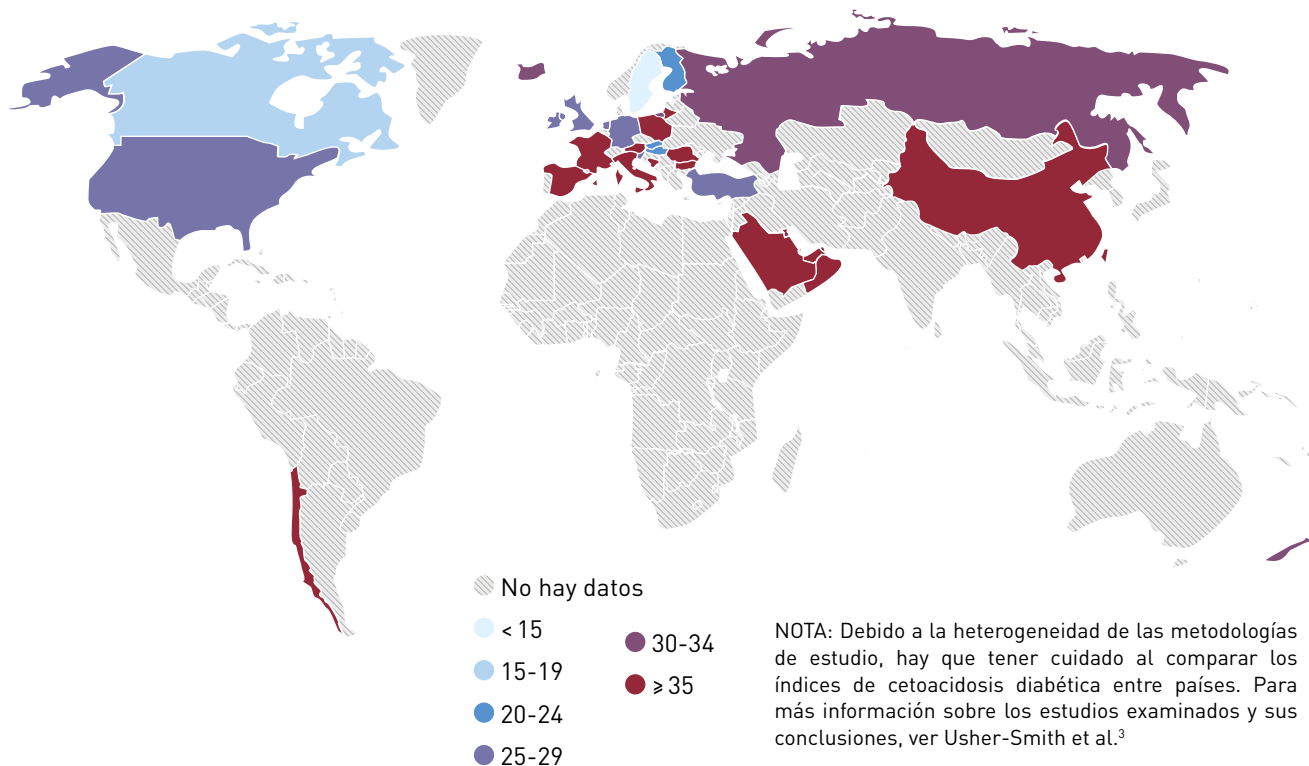 No hay datos
< 15
15-19
20-24
25-29
30-34
≥ 35
NOTA: Debido a la heterogeneidad de las metodologías
de estudio, hay que tener cuidado al comparar los
índices de cetoacidosis diabética entre países. Para
más información sobre los estudios examinados y sus
conclusiones, ver Usher-Smith et al.³